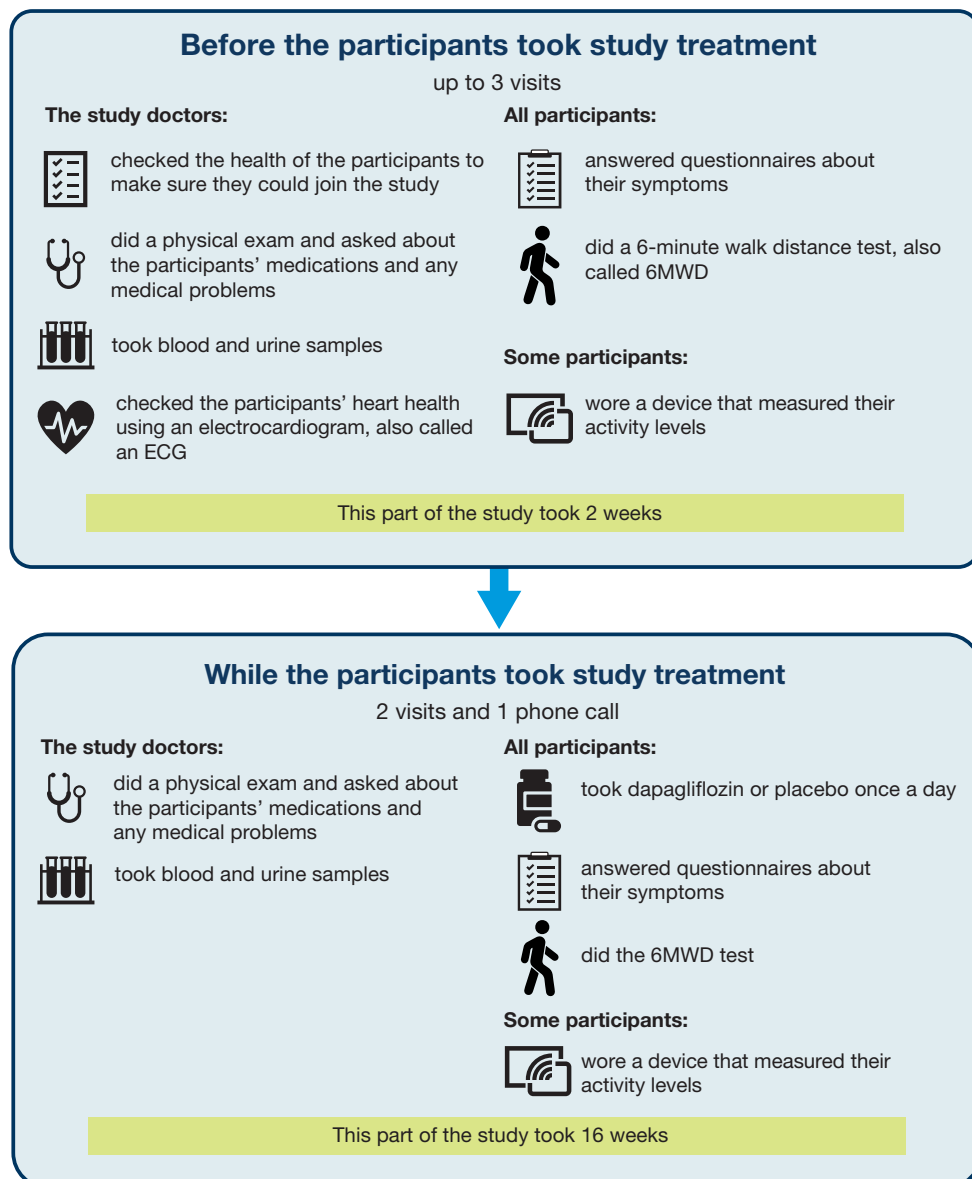 Before the participants took study treatment
up to 3 visits
The study doctors:
checked the health of the participants to
make sure they could join the study
did a physical exam and asked about
the participants’ medications and any
medical problems
took blood and urine samples
checked the participants’ heart health
using an electrocardiogram, also called
an ECG
All participants:
answered questionnaires about
their symptoms
did a 6-minute walk distance test, also
called 6MWD
Some participants:
wore a device that measured their
activity levels
This part of the study took 2 weeks
While the participants took study treatment
2 visits and 1 phone call
The study doctors:
did a physical exam and asked about
the participants’ medications and
any medical problems
took blood and urine samples
All participants:
took dapagliflozin or placebo once a day
answered questionnaires about
their symptoms
did the 6MWD test
Some participants:
wore a device that measured their
activity levels
This part of the study took 16 weeks